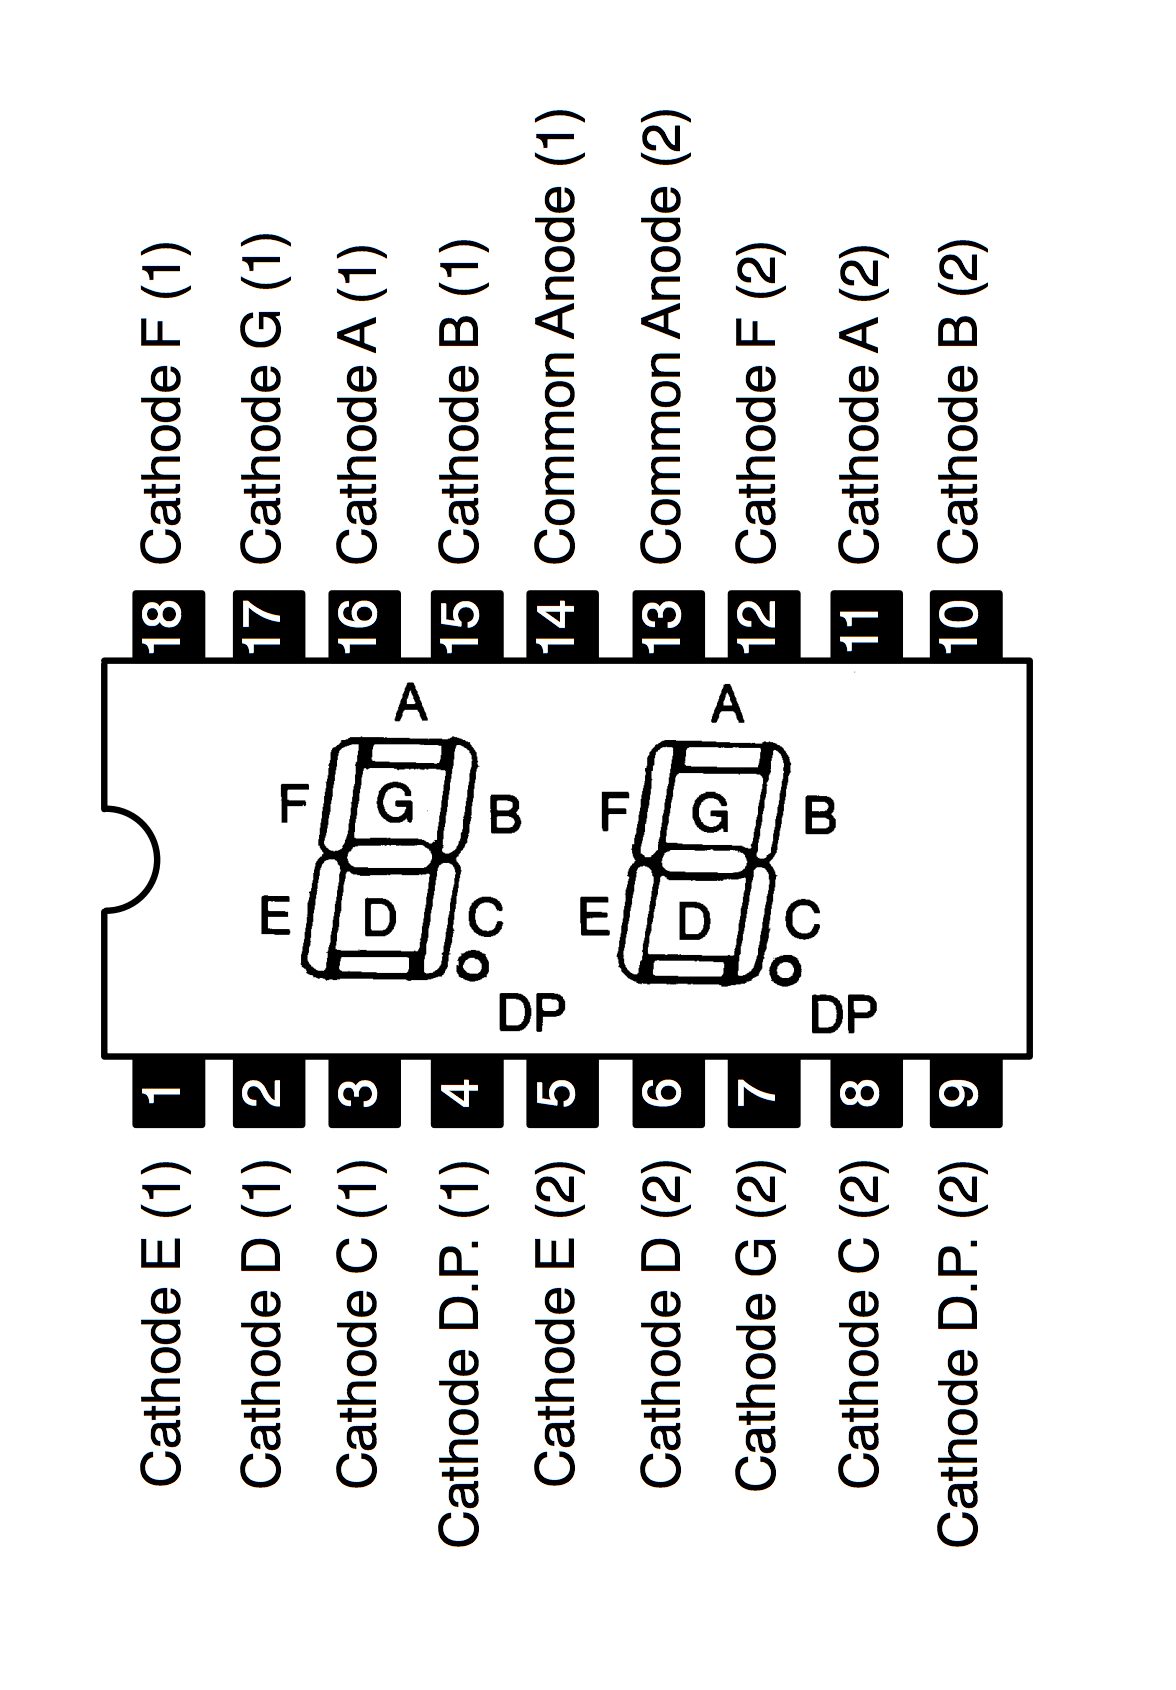 Cathode F (1)
Cathode G (1)
Cathode A (1)
Cathode B (1)
Common Anode (1)
Common Anode (2)
Cathode F (2)
Cathode A (2)
Cathode B (2)
18
17
16
15
14
13
12
11
10
A
F
G
B
E
D
C
DP
A
F
G
B
E
D
C
DP
1
2
3
4
5
6
7
8
9
Cathode E (1)
Cathode D (1)
Cathode C (1)
Cathode D.P. (1)
Cathode E (2)
Cathode D (2)
Cathode G (2)
Cathode C (2)
Cathode D.P. (2)